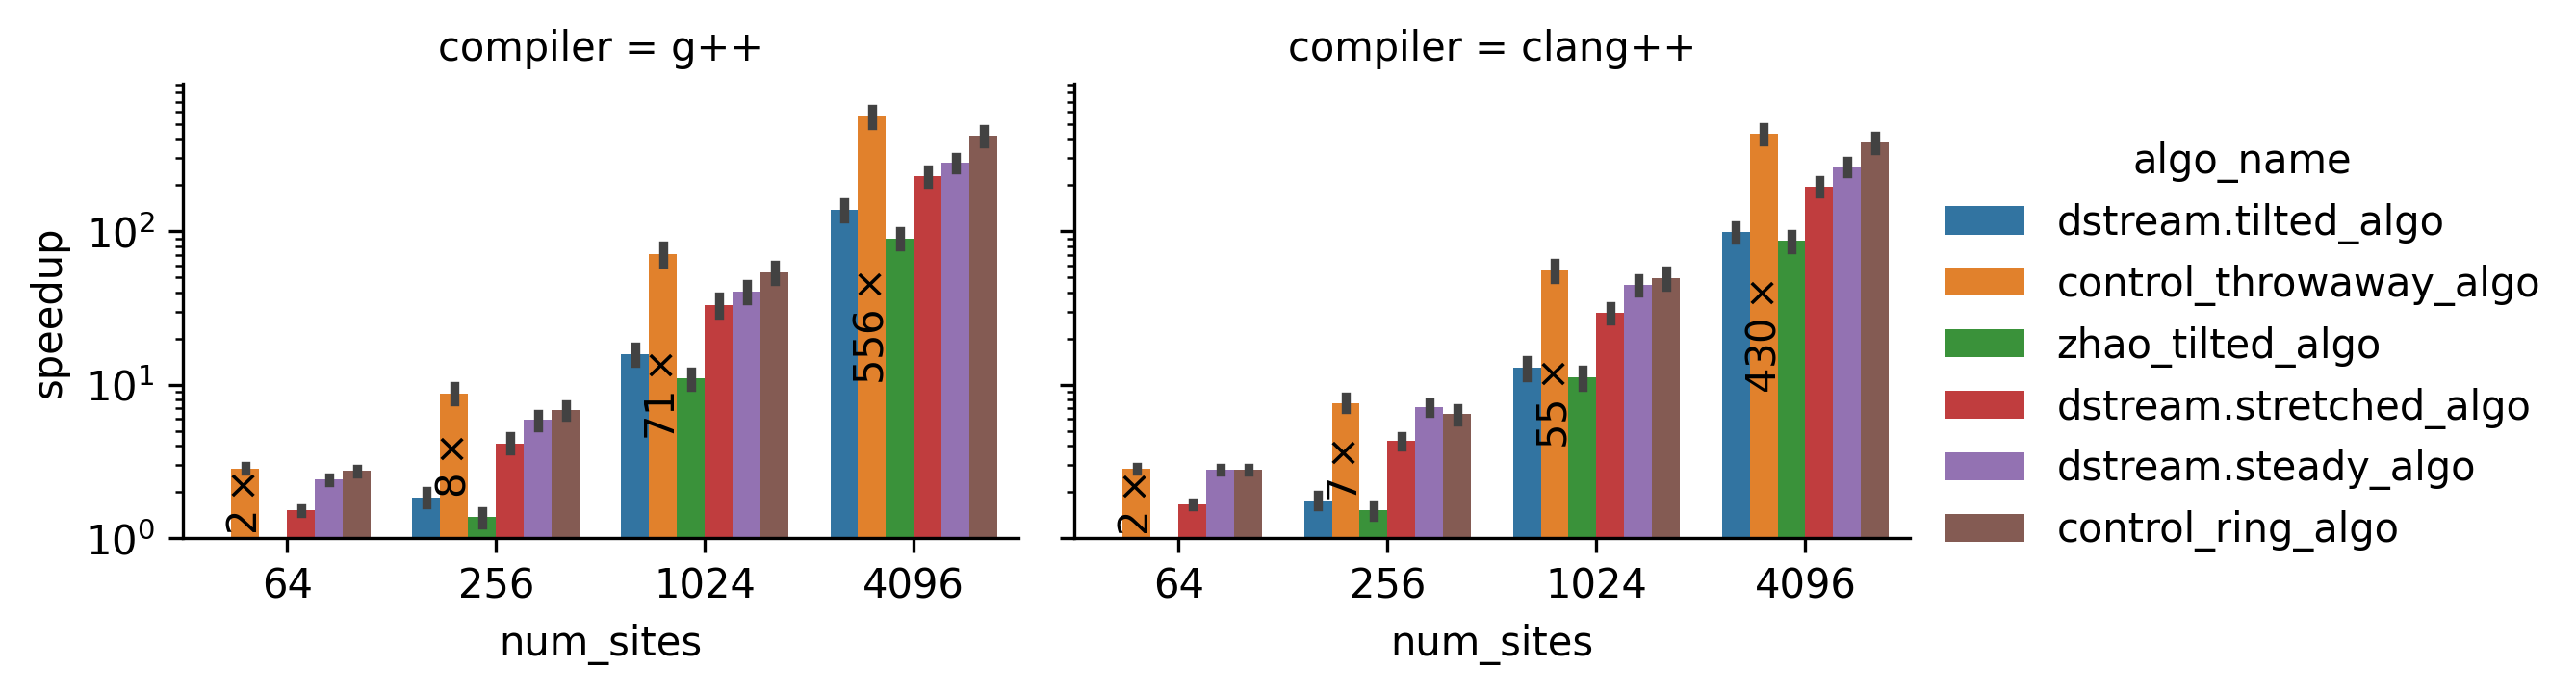 compiler = g++
compiler = clang++
speedup
10²
10¹
10⁰
2×
8×
71×
556×
64
256
1024
4096
num_sites
2×
7×
55×
430×
64
256
1024
4096
num_sites
algo_name
dstream.tilted_algo
control_throwaway_algo
zhao_tilted_algo
dstream.stretched_algo
dstream.steady_algo
control_ring_algo